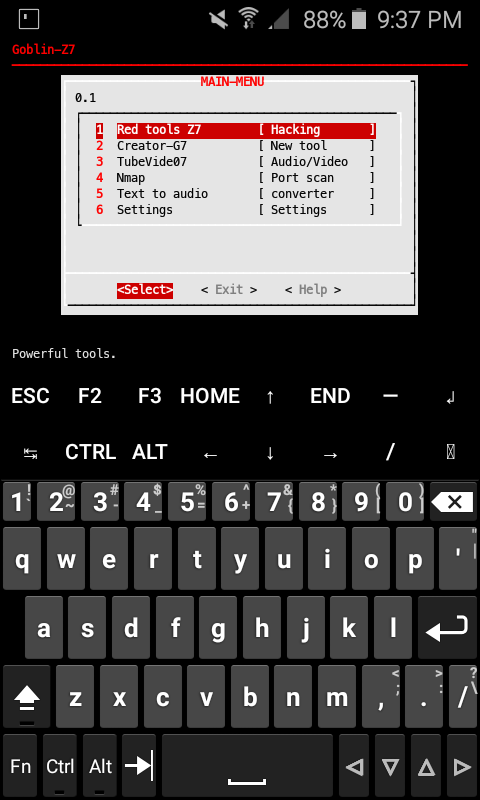 88% 9:37 PM
Goblin-Z7
MAIN-MENU
0.1
1 Red tools Z7 [ Hacking ]
2 Creator-G7 [ New tool ]
3 TubeVide07 [ Audio/Video ]
4 Nmap [ Port scan ]
5 Text to audio [ converter ]
6 Settings [ Settings ]
<Select> < Exit > < Help >
Powerful tools.
ESC F2 F3 HOME ↑ END — ↲
↹ CTRL ALT ← ↓ → /
1 ! 2 @ ~ 3 # - 4 $ _ 5 % = 6 ^ + 7 & { 8 * } 9 ( [ 0 ) ]
q w e r t y u i o p ' " |
a s d f g h j k l
z x c v b n m , < ; . > : / ? \
Fn Ctrl Alt